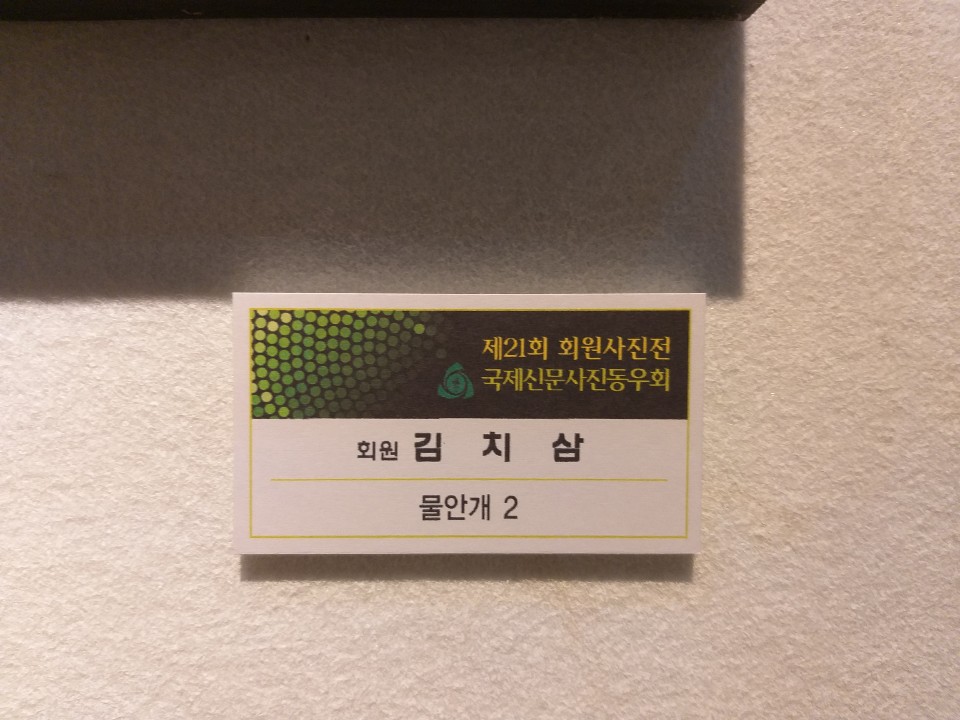 제21회 회원사진전
국제신문사진동우회
회원 김 치 삼
물안개 2